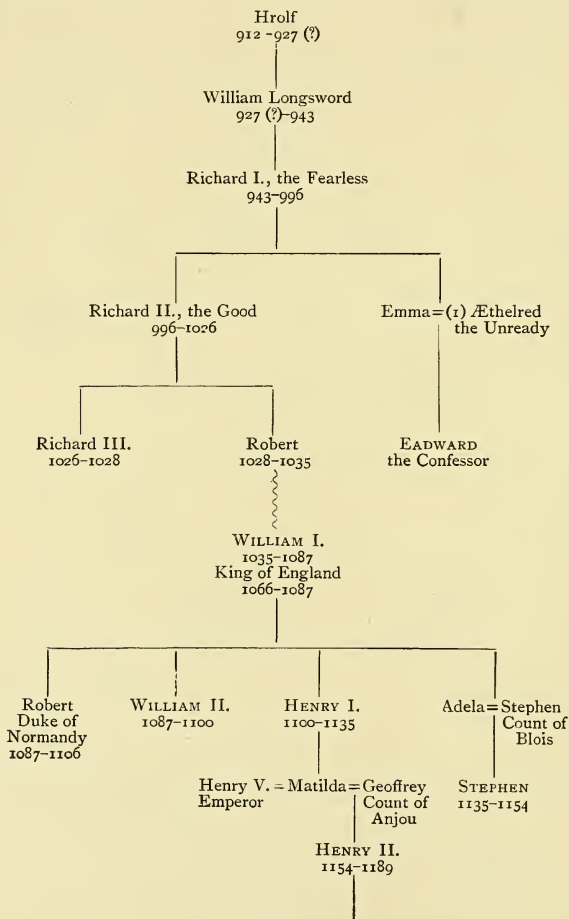 Hrolf
912-927 (?)
William Longsword
927 (?)-943
Richard I., the Fearless
943-996
Richard II., the Good
996-1026
Emma=(1) Æthelred
the Unready
Richard III.
1026-1028
Robert
1028-1035
EADWARD
the Confessor
WILLIAM I.
1035-1087
King of England
1066-1087
Robert
Duke of
Normandy
1087-1106
WILLIAM II.
1087-1100
HENRY I.
1100-1135
Adela=Stephen
Count of
Blois
Henry V. = Matilda = Geoffrey
Emperor
Count of
Anjou
STEPHEN
1135-1154
HENRY II.
1154-1189